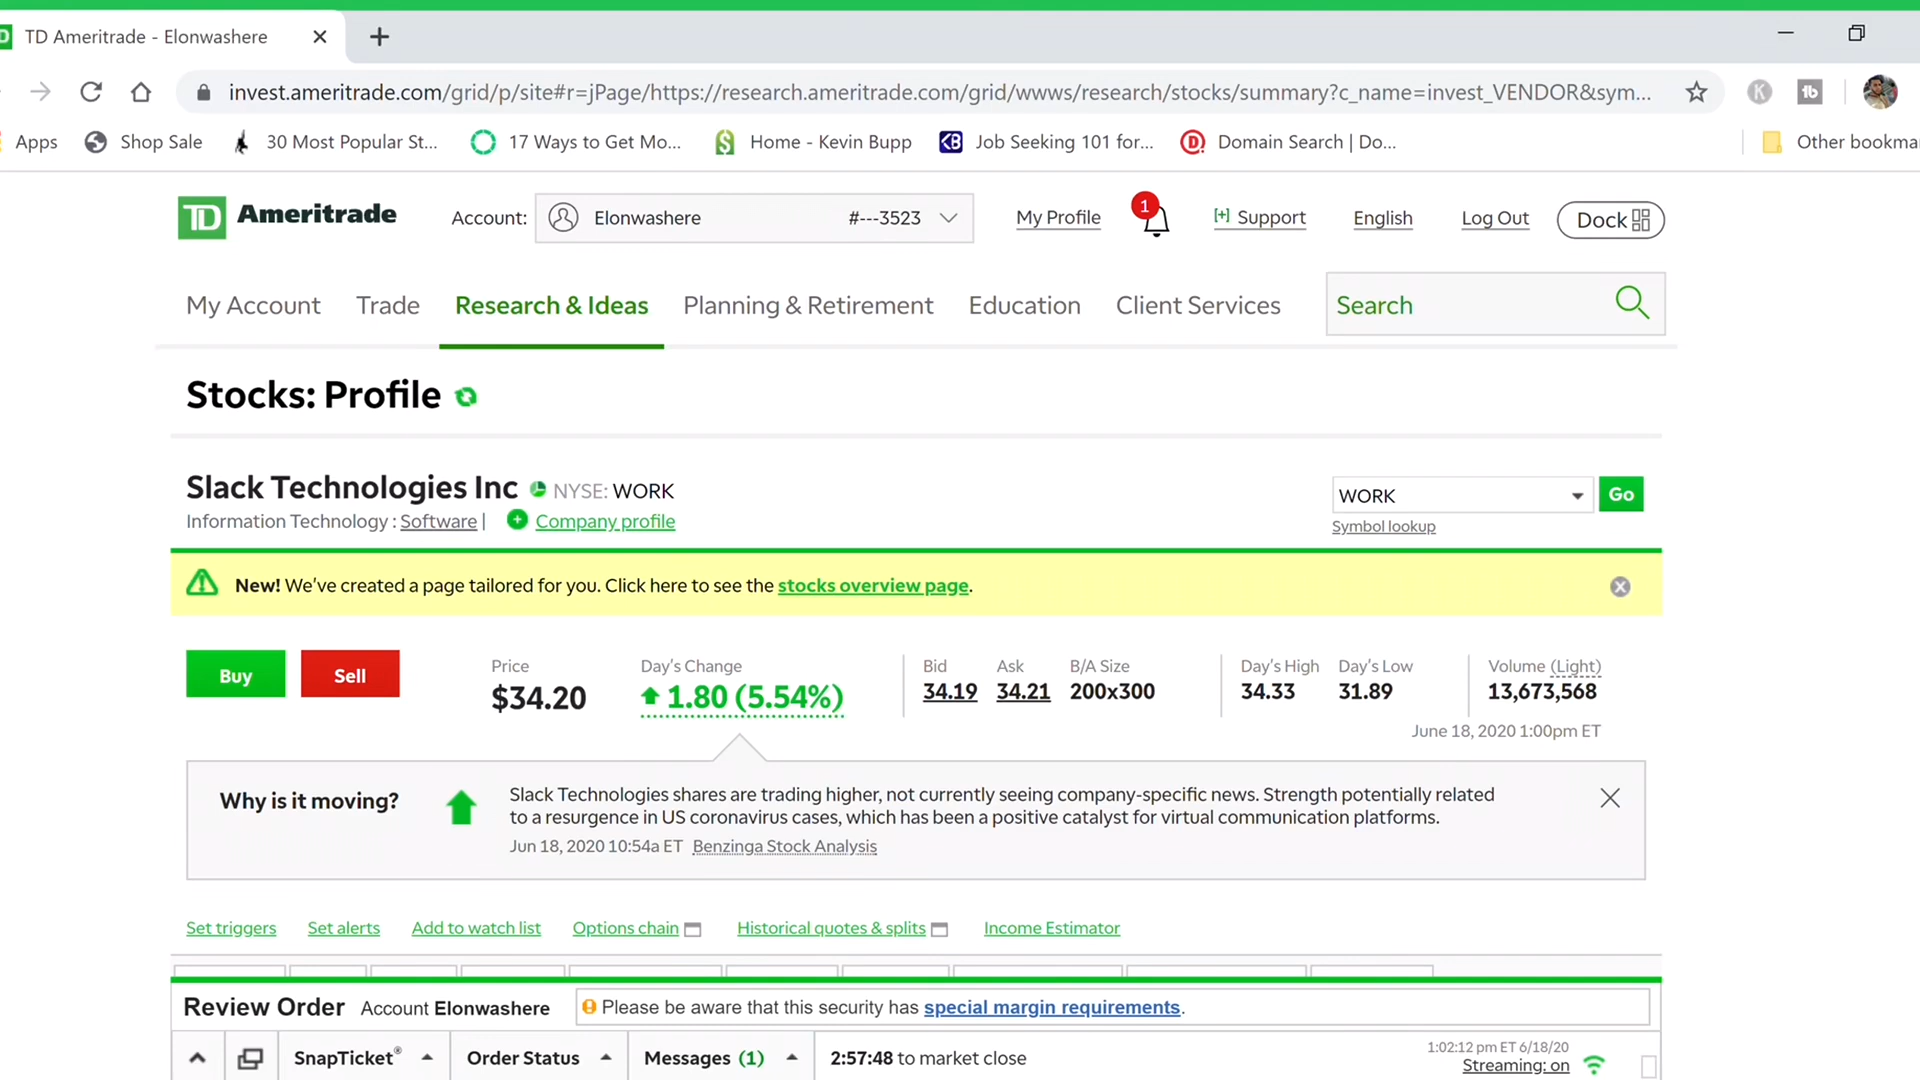 TD Ameritrade - Elonwashere
invest.ameritrade.com/grid/p/site#r=jPage/https://research.ameritrade.com/grid/wwws/research/stocks/summary?c_name=invest_VENDOR&sym...
K
tb
Apps Shop Sale 30 Most Popular St... 17 Ways to Get Mo... Home - Kevin Bupp KB Job Seeking 101 for... Domain Search | Do... Other bookma
TD Ameritrade Account: Elonwashere #---3523 My Profile 1 [+] Support English Log Out Dock
My Account Trade Research & Ideas Planning & Retirement Education Client Services Search
Stocks: Profile
Slack Technologies Inc NYSE: WORK WORK Go
Information Technology : Software | Company profile Symbol lookup
New! We've created a page tailored for you. Click here to see the stocks overview page.
Buy Sell
Price Day's Change Bid Ask B/A Size Day's High Day's Low Volume (Light)
$34.20 1.80 (5.54%) 34.19 34.21 200x300 34.33 31.89 13,673,568
June 18, 2020 1:00pm ET
Why is it moving?
Slack Technologies shares are trading higher, not currently seeing company-specific news. Strength potentially related
to a resurgence in US coronavirus cases, which has been a positive catalyst for virtual communication platforms.
Jun 18, 2020 10:54a ET Benzinga Stock Analysis
Set triggers Set alerts Add to watch list Options chain Historical quotes & splits Income Estimator
Review Order Account Elonwashere Please be aware that this security has special margin requirements.
SnapTicket® Order Status Messages (1) 2:57:48 to market close
1:02:12 pm ET 6/18/20
Streaming: on